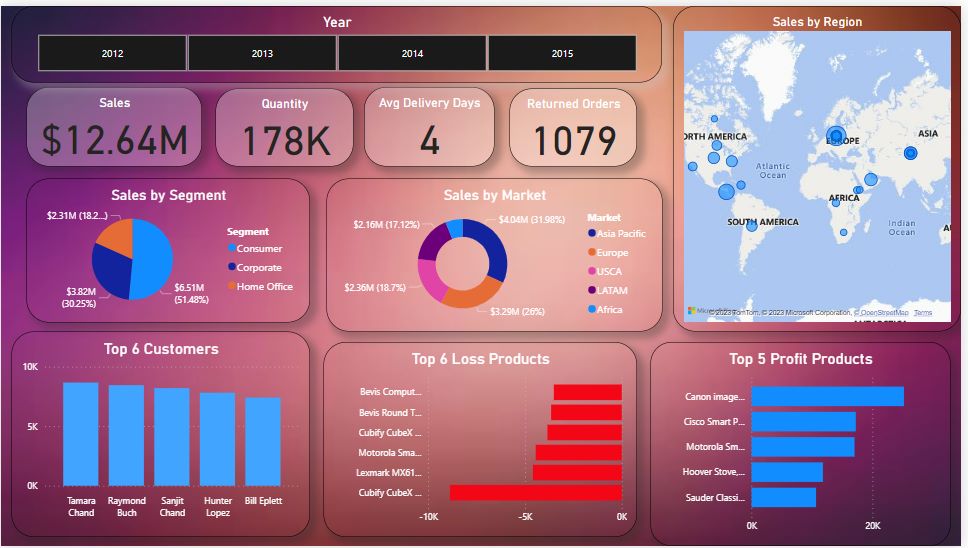 Year
2012
2013
2014
2015
Sales
$12.64M
Quantity
178K
Avg Delivery Days
4
Returned Orders
1079
Sales by Region
ORTH AMERICA
EUROPE
ASIA
Atlantic
Ocean
AFRICA
SOUTH AMERICA
Indian
Ocean
© 2023 TomTom, © 2023 Microsoft Corporation, © OpenStreetMap Terms
Sales by Segment
$2.31M (18.2...)
$3.82M
(30.25%)
$6.51M
(51.48%)
Segment
Consumer
Corporate
Home Office
Sales by Market
$2.16M (17.12%)
$4.04M (31.98%)
$2.36M (18.7%)
$3.29M (26%)
Market
Asia Pacific
Europe
USCA
LATAM
Africa
Top 6 Customers
10K
5K
0K
Tamara
Chand
Raymond
Buch
Sanjit
Chand
Hunter
Lopez
Bill Eplett
Top 6 Loss Products
Bevis Comput...
Bevis Round T...
Cubify CubeX ...
Motorola Sma...
Lexmark MX61...
Cubify CubeX ...
-10K
-5K
0K
Top 5 Profit Products
Canon image...
Cisco Smart P...
Motorola Sm...
Hoover Stove,...
Sauder Classi...
0K
20K